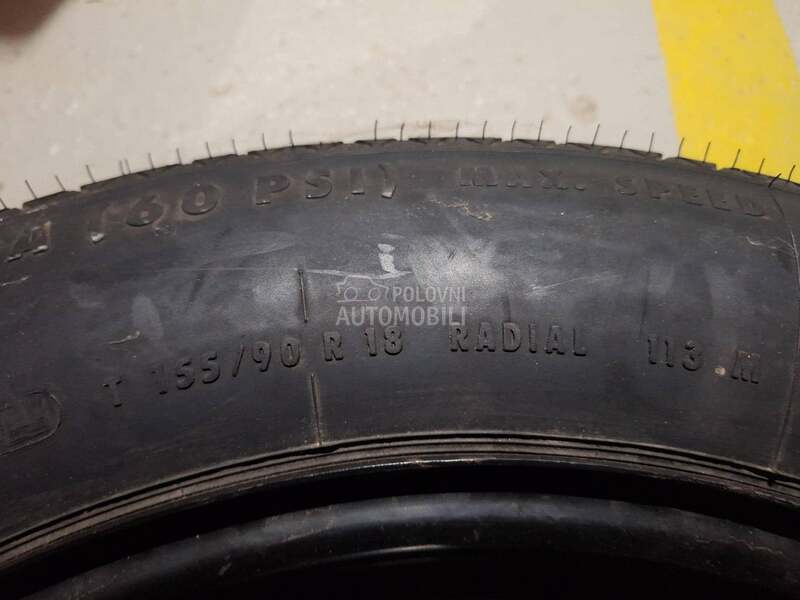 (60 PSI) MAX. SPEED
POLOVNI
AUTOMOBILI
T 155/90 R 18 RADIAL 113 M